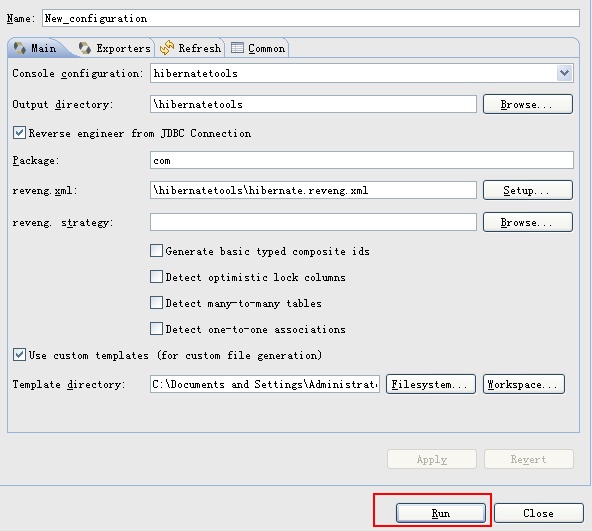 Name: New_configuration
Main Exporters Refresh Common
Console configuration: hibernatetools
Output directory: \hibernatetools Browse...
Reverse engineer from JDBC Connection
Package: com
reveng.xml: \hibernatetools\hibernate.reveng.xml Setup...
reveng. strategy: Browse...
Generate basic typed composite ids
Detect optimistic lock columns
Detect many-to-many tables
Detect one-to-one associations
Use custom templates (for custom file generation)
Template directory: C:\Documents and Settings\Administrat Filesystem... Workspace...
Apply Revert
Run Close